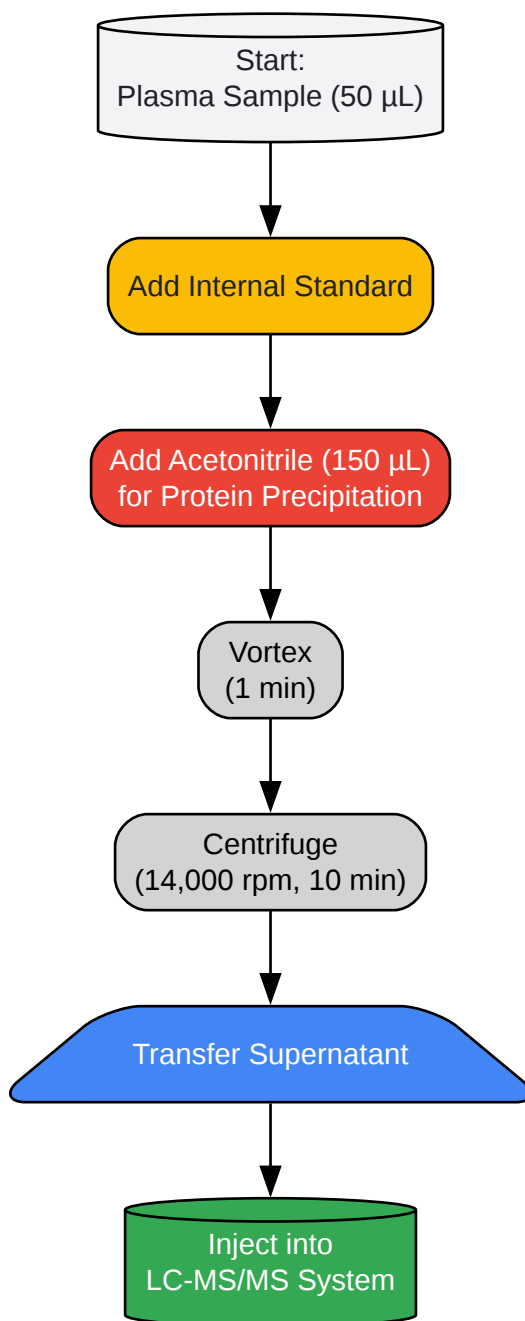 Start:
Plasma Sample (50 µL)
Add Internal Standard
Add Acetonitrile (150 µL)
for Protein Precipitation
Vortex
(1 min)
Centrifuge
(14,000 rpm, 10 min)
Transfer Supernatant
Inject into
LC-MS/MS System